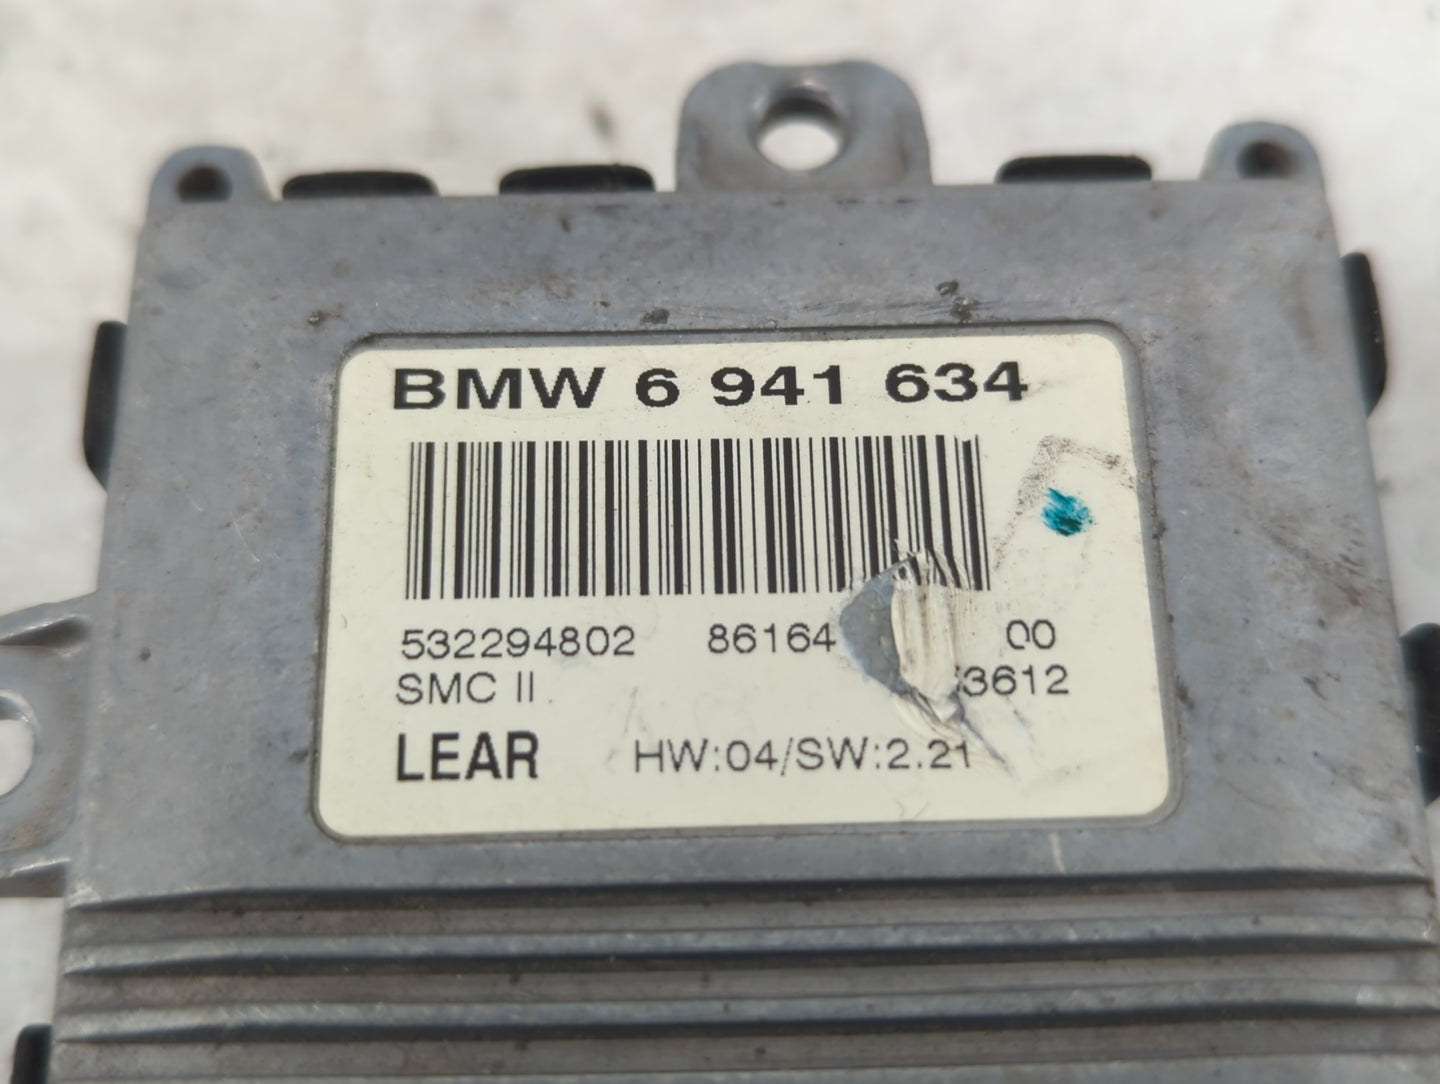 BMW 6 941 634
532294802 86164 00
SMC II 3612
LEAR HW:04/SW:2.21